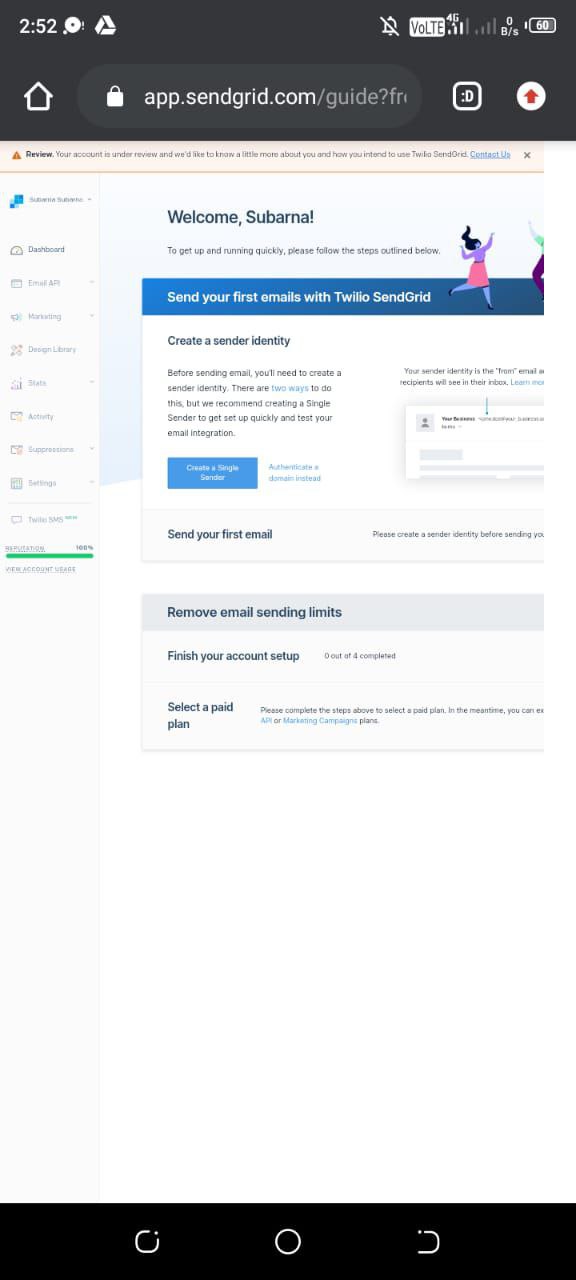 2:52
VoLTE 4G 0 B/s 60
app.sendgrid.com/guide?fr
:D
Review. Your account is under review and we'd like to know a little more about you and how you intend to use Twilio SendGrid. Contact Us ×
Subarna Subarna
Dashboard
Email API
Marketing
Design Library
Stats
Activity
Suppressions
Settings
Twilio SMS NEW
REPUTATION 100%
VIEW ACCOUNT USAGE
Welcome, Subarna!
To get up and running quickly, please follow the steps outlined below.
Send your first emails with Twilio SendGrid
Create a sender identity
Before sending email, you'll need to create a
sender identity. There are two ways to do
this, but we recommend creating a Single
Sender to get set up quickly and test your
email integration.
Create a Single
Sender
Authenticate a
domain instead
Your sender identity is the "from" email a
recipients will see in their inbox. Learn mor
Your Business
Send your first email
Please create a sender identity before sending you
Remove email sending limits
Finish your account setup
0 out of 4 completed
Select a paid
plan
Please complete the steps above to select a paid plan. In the meantime, you can ex
API or Marketing Campaigns plans.